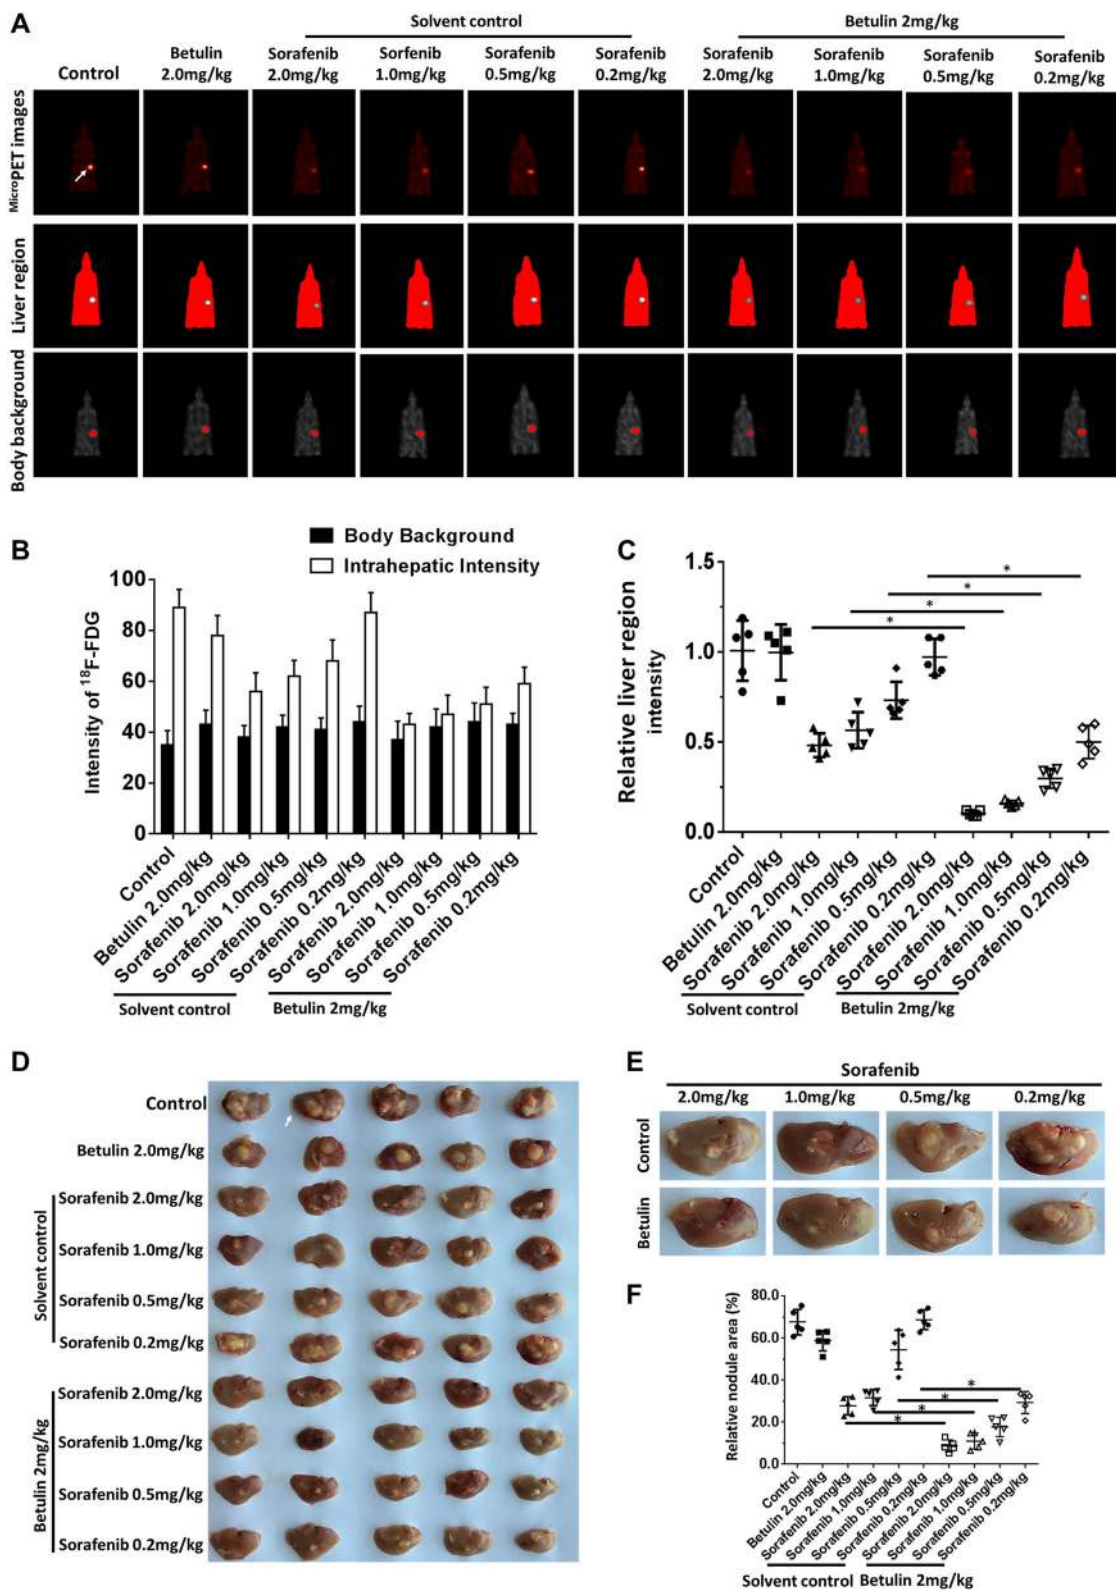 A
Solvent control
Betulin 2mg/kg
Control
Betulin
2.0mg/kg
Sorafenib
2.0mg/kg
Sorfenib
1.0mg/kg
Sorafenib
0.5mg/kg
Sorafenib
0.2mg/kg
Sorafenib
2.0mg/kg
Sorafenib
1.0mg/kg
Sorafenib
0.5mg/kg
Sorafenib
0.2mg/kg
MicroPET images
Liver region
Body background
B
Body Background
Intrahepatic Intensity
Intensity of 18F-FDG
100
80
60
40
20
0
Control
Betulin 2.0mg/kg
Sorafenib 2.0mg/kg
Sorafenib 1.0mg/kg
Sorafenib 0.5mg/kg
Sorafenib 0.2mg/kg
Sorafenib 2.0mg/kg
Sorafenib 1.0mg/kg
Sorafenib 0.5mg/kg
Sorafenib 0.2mg/kg
Solvent control
Betulin 2mg/kg
C
Relative liver region
intensity
1.5
1.0
0.5
0.0
*
*
*
*
Control
Betulin 2.0mg/kg
Sorafenib 2.0mg/kg
Sorafenib 1.0mg/kg
Sorafenib 0.5mg/kg
Sorafenib 0.2mg/kg
Sorafenib 2.0mg/kg
Sorafenib 1.0mg/kg
Sorafenib 0.5mg/kg
Sorafenib 0.2mg/kg
Solvent control
Betulin 2mg/kg
D
Control
Betulin 2.0mg/kg
Solvent control
Sorafenib 2.0mg/kg
Sorafenib 1.0mg/kg
Sorafenib 0.5mg/kg
Sorafenib 0.2mg/kg
Betulin 2mg/kg
Sorafenib 2.0mg/kg
Sorafenib 1.0mg/kg
Sorafenib 0.5mg/kg
Sorafenib 0.2mg/kg
E
Sorafenib
2.0mg/kg
1.0mg/kg
0.5mg/kg
0.2mg/kg
Control
Betulin
F
Relative nodule area (%)
80.0
60.0
40.0
20.0
0.0
*
*
*
*
Control
Betulin 2.0mg/kg
Sorafenib 2.0mg/kg
Sorafenib 1.0mg/kg
Sorafenib 0.5mg/kg
Sorafenib 0.2mg/kg
Sorafenib 2.0mg/kg
Sorafenib 1.0mg/kg
Sorafenib 0.5mg/kg
Sorafenib 0.2mg/kg
Solvent control
Betulin 2mg/kg